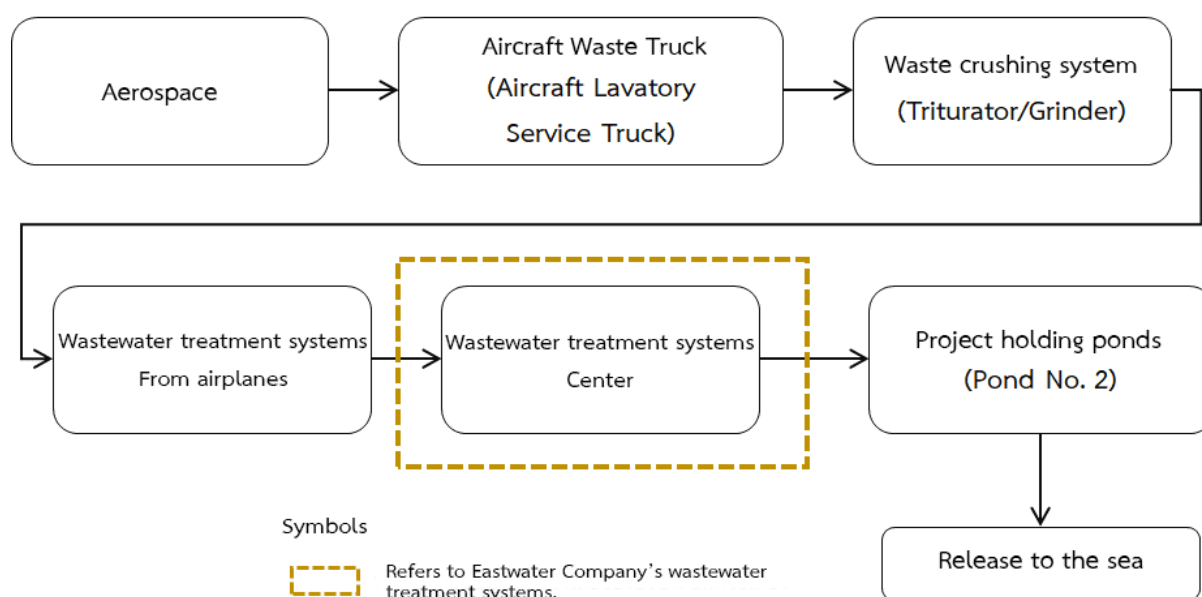 Aerospace
Aircraft Waste Truck
(Aircraft Lavatory
Service Truck)
Waste crushing system
(Triturator/Grinder)
Wastewater treatment systems
From airplanes
Wastewater treatment systems
Center
Project holding ponds
(Pond No. 2)
Release to the sea
Symbols
Refers to Eastwater Company's wastewater
treatment systems.